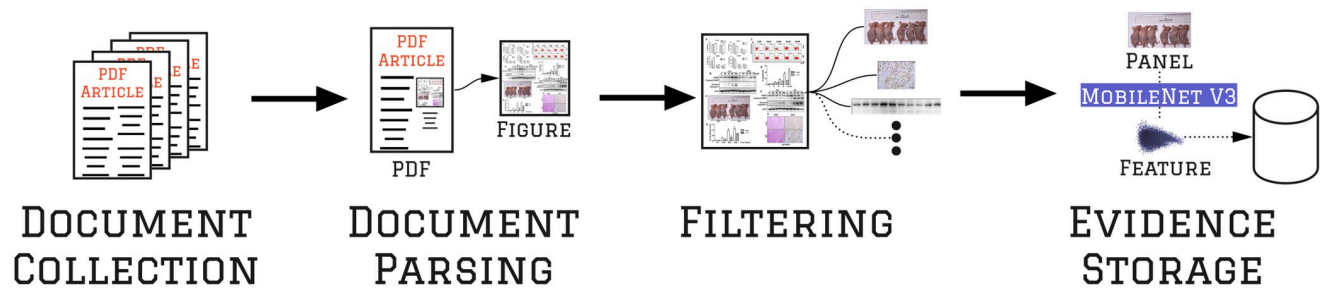 PDF
ARTICLE
PDF
ARTICLE
FIGURE
PDF
PANEL
MOBILENET V3
FEATURE
DOCUMENT
COLLECTION
DOCUMENT
PARSING
FILTERING
EVIDENCE
STORAGE